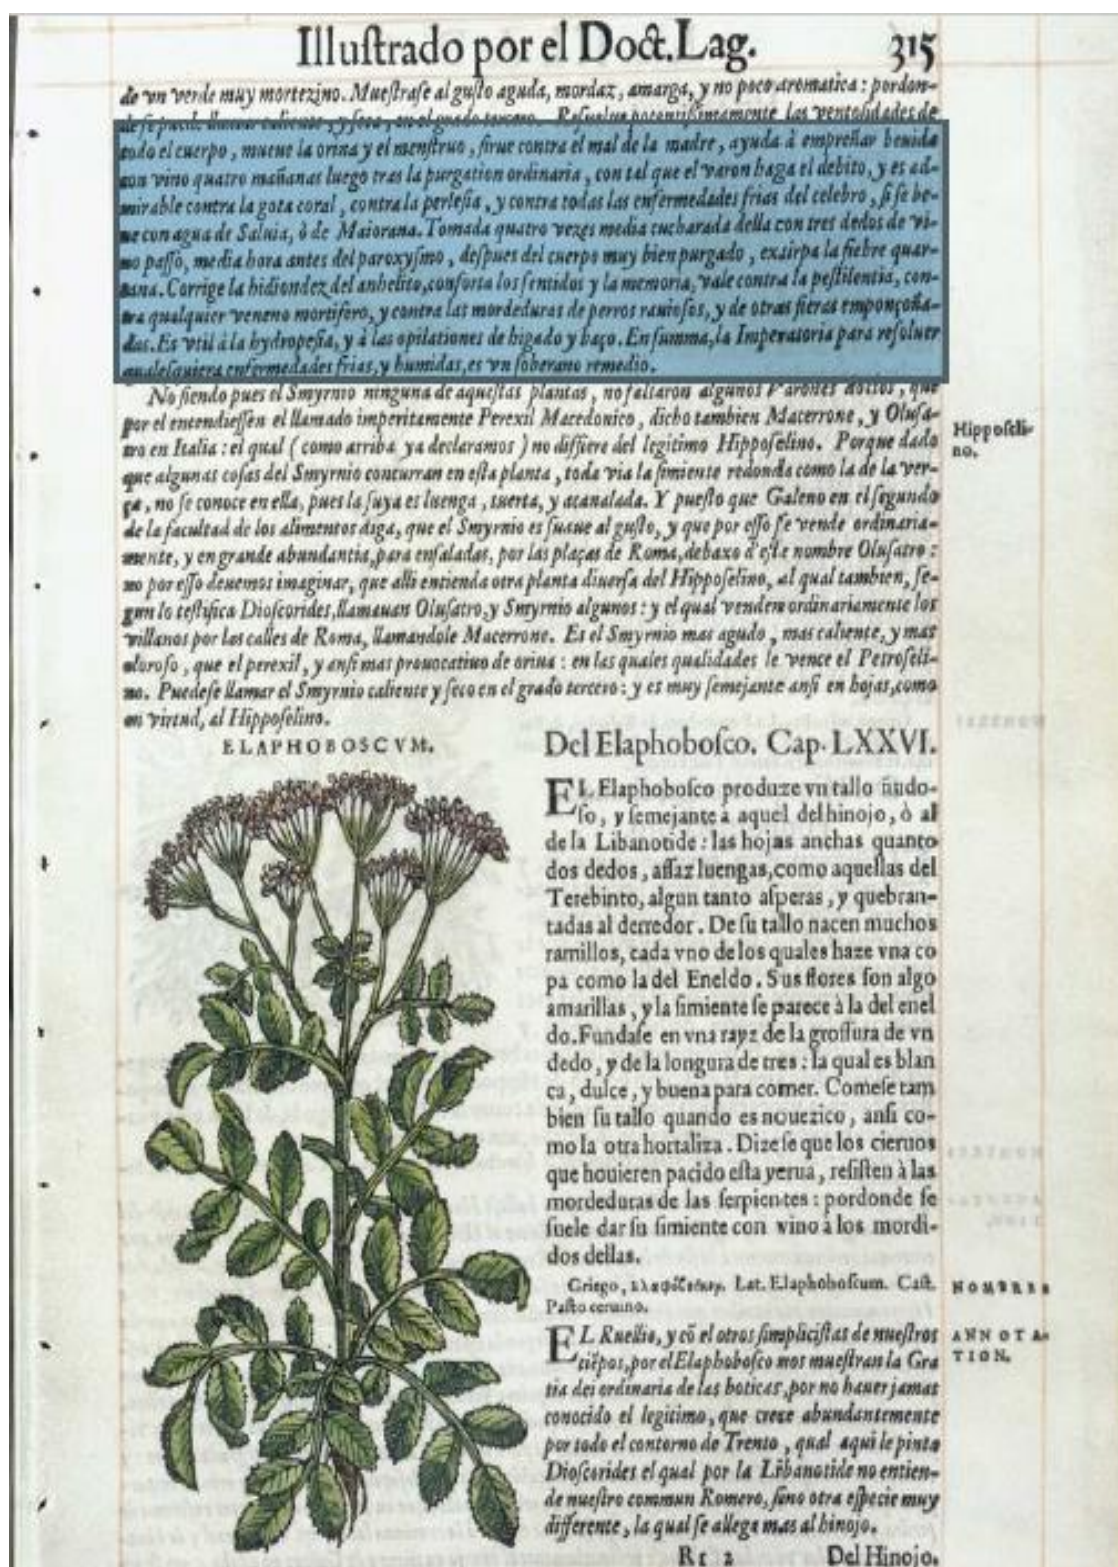 Illustrado por el Doct. Lag. 315
de vn verde muy mortezino. Muestrase al gusto aguda, mordaz, amarga, y no poco aromatica: pordon-
de se puede llamar caliente y seca, en el grado tercero. Resuelue potentissimamente las ventosidades de
todo el cuerpo, mueue la orina y el menstruo, sirue contra el mal de la madre, ayuda à empreñar beuida
con vino quatro mañanas luego tras la purgation ordinaria, con tal que el varon haga el debito, y es ad-
mirable contra la gota coral, contra la perlesia, y contra todas las enfermedades frias del celebro, si se be-
ue con agua de Saluia, ò de Maiorana. Tomada quatro vezes media cucharada della con tres dedos de vi-
no passo, media hora antes del paroxysmo, despues del cuerpo muy bien purgado, extirpa la fiebre quar-
tana. Corrige la hidiondez del anhelito, conforta los sentidos y la memoria, vale contra la pestilentia, con-
tra qualquier veneno mortifero, y contra las mordeduras de perros rauiosos, y de otras fieras emponçoña-
das. Es vtil à la hydropesia, y à las opilationes de higado y baço. En summa, la Imperatoria para resoluer
qualesquiera enfermedades frias, y humidas, es vn soberano remedio.
No siendo pues el Smyrnio ninguna de aquestas plantas, no faltaron algunos Varones doctos, que
por el entendiessen el llamado imperitamente Perexil Macedonico, dicho tambien Macerrone, y Olusa-
tro en Italia: el qual (como arriba ya declaramos) no differe del legitimo Hipposelino. Porque dado
que algunas cosas del Smyrnio concurran en esta planta, toda via la simiente redonda como la de la ver-
ça, no se conoce en ella, pues la suya es luenga, tuerta, y acanalada. Y puesto que Galeno en el segundo
de la facultad de los alimentos diga, que el Smyrnio es suaue al gusto, y que por esso se vende ordinaria-
mente, y en grande abundantia, para ensaladas, por las plaças de Roma, debaxo d'este nombre Olusatro:
no por esso deuemos imaginar, que alli entienda otra planta diuersa del Hipposelino, al qual tambien, se-
gun lo testifica Dioscorides, llamauan Olusatro, y Smyrnio algunos: y el qual venden ordinariamente los
villanos por las calles de Roma, llamandole Macerrone. Es el Smyrnio mas agudo, mas caliente, y mas
oloroso, que el perexil, y ansi mas prouocatiuo de orina: en las quales qualidades le vence el Petroseli-
no. Puedese llamar el Smyrnio caliente y seco en el grado tercero: y es muy semejante ansi en hojas, como
en virtud, al Hipposelino.
Hipposeli-
no.
ELAPHOBOSCVM.
Del Elaphobosco. Cap. LXXVI.
EL Elaphobosco produze vn tallo ñudo-
so, y semejante à aquel del hinojo, ò al
de la Libanotide: las hojas anchas quanto
dos dedos, assaz luengas, como aquellas del
Terebinto, algun tanto asperas, y quebran-
tadas al derredor. De su tallo nacen muchos
ramillos, cada vno de los quales haze vna co
pa como la del Eneldo. Sus flores son algo
amarillas, y la simiente se parece à la del enel
do. Fundase en vna rayz de la grossura de vn
dedo, y de la longura de tres: la qual es blan
ca, dulce, y buena para comer. Comese tam
bien su tallo quando es nouezico, ansi co-
mo la otra hortaliza. Dizese que los cieruos
que houieren pacido esta yerua, resisten à las
mordeduras de las serpientes: pordonde se
suele dar su simiente con vino à los mordi-
dos dellas.
Griego, Lat. Elaphoboscum. Cast.
Pasto ceruino.
NOMBRES
EL Ruellio, y cõ el otros simplicistas de nuestros
tiẽpos, por el Elaphobosco nos muestran la Gra
tia dei ordinaria de las boticas, por no hauer jamas
conocido el legitimo, que crece abundantemente
por todo el contorno de Trento, qual aqui le pinto
Dioscorides el qual por la Libanotide no entien-
de nuestro commun Romero, sino otra especie muy
differente, la qual se allega mas al hinojo.
ANNOTA-
TION.
Rr 2 Del Hinojo.